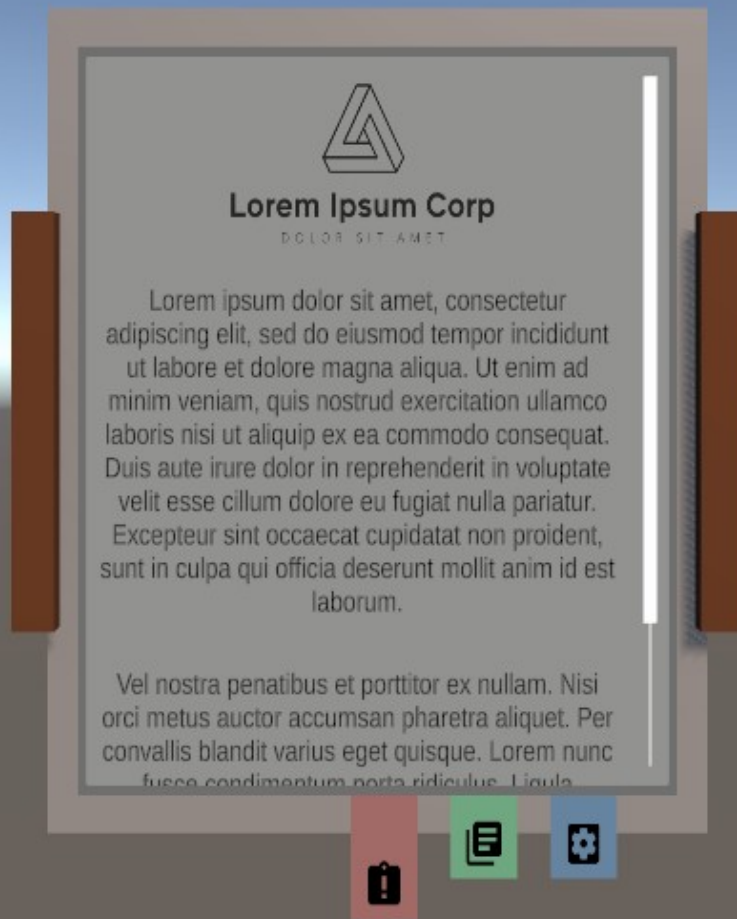 Lorem Ipsum Corp
DOLOR SIT AMET
Lorem ipsum dolor sit amet, consectetur
adipiscing elit, sed do eiusmod tempor incididunt
ut labore et dolore magna aliqua. Ut enim ad
minim veniam, quis nostrud exercitation ullamco
laboris nisi ut aliquip ex ea commodo consequat.
Duis aute irure dolor in reprehenderit in voluptate
velit esse cillum dolore eu fugiat nulla pariatur.
Excepteur sint occaecat cupidatat non proident,
sunt in culpa qui officia deserunt mollit anim id est
laborum.
Vel nostra penatibus et porttitor ex nullam. Nisi
orci metus auctor accumsan pharetra aliquet. Per
convallis blandit varius eget quisque. Lorem nunc
fusce condimentum porta ridiculus. Ligula